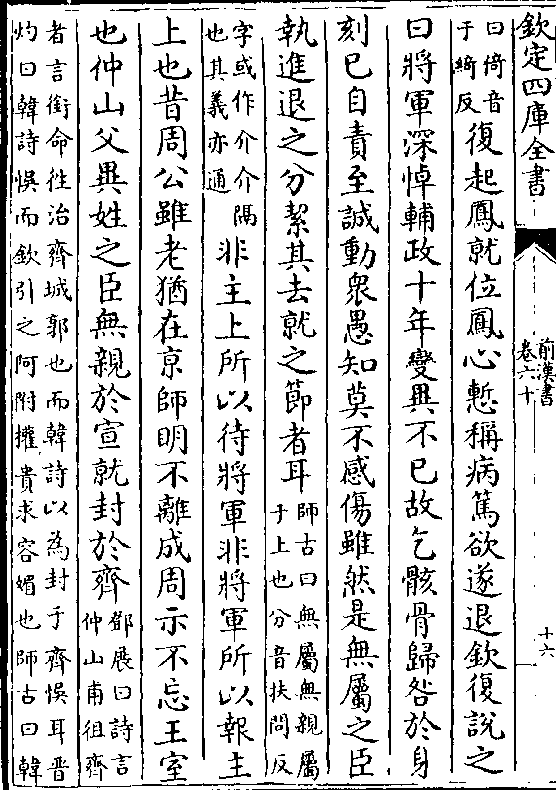 欽定四庫全書
前漢書
卷六十
十六
曰倚音
于綺反
復起鳳就位鳳心慙稱病篤欲遂退欽復說之
曰將軍深悼輔政十年變異不已故乞骸骨歸咎於身
刻已自責至誠動衆愚知莫不感傷雖然是無屬之臣
執進退之分絜其去就之節者耳
師古曰無屬無親屬
于上也分音扶問反
字或作介介隔
也其義亦通
非主上所以待將軍非將軍所以報主
上也昔周公雖老猶在京師明不離成周示不忘王室
也仲山父異姓之臣無親於宣就封於齊
鄧展曰詩言
仲山甫徂齊
者言銜命徃治齊城郭也而韓詩以為封于齊悞耳晋
灼曰韓詩悞而欽引之阿附權貴求容媚也師古曰韓